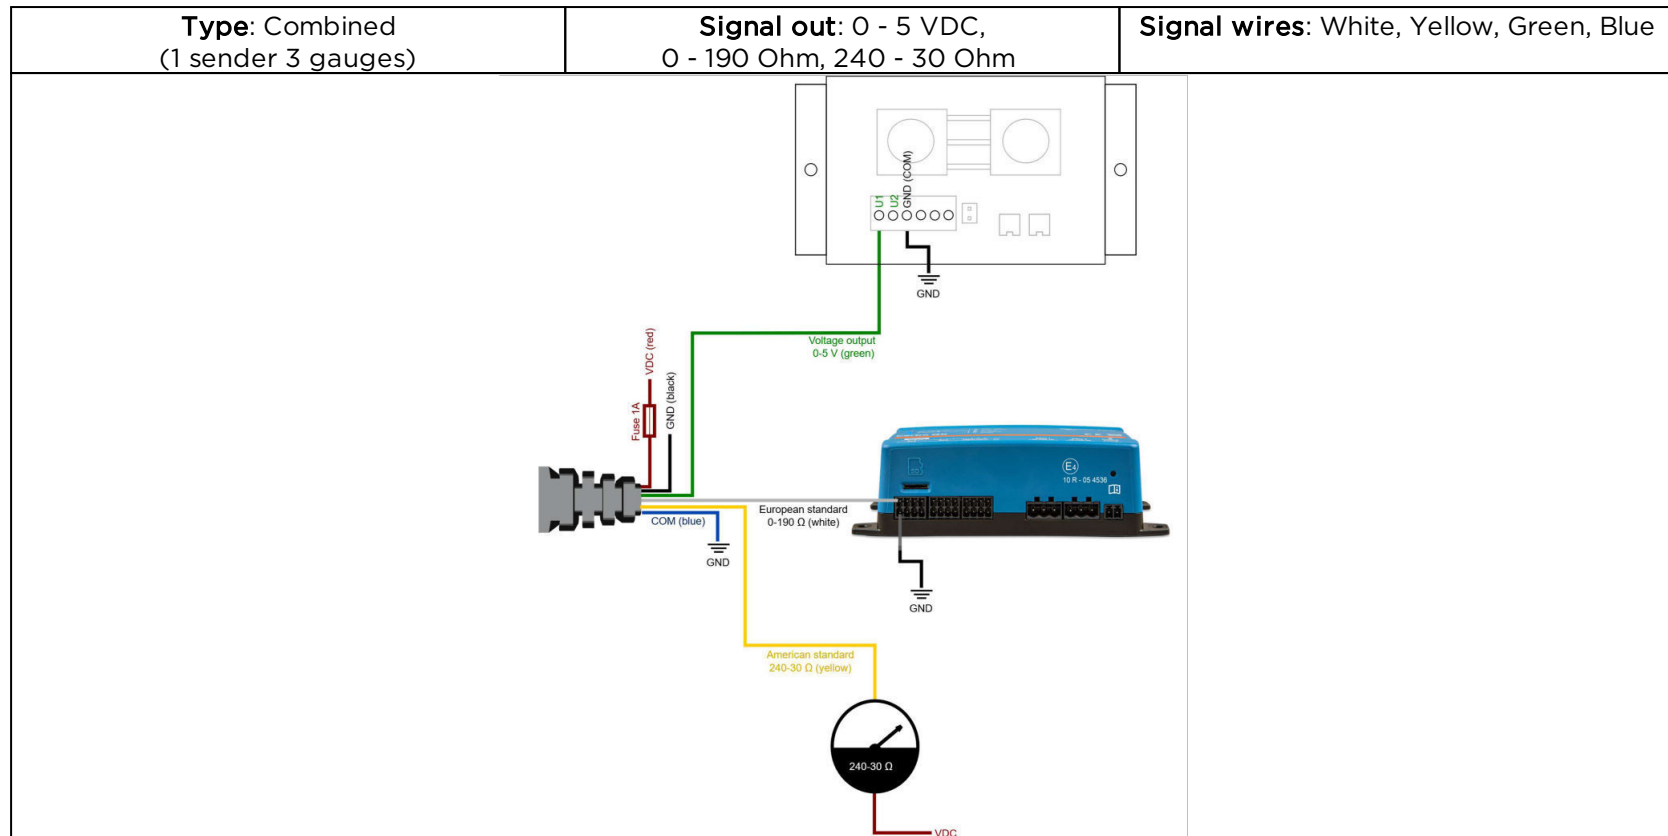 Type: Combined
(1 sender 3 gauges)
Signal out: 0 - 5 VDC,
0 - 190 Ohm, 240 - 30 Ohm
Signal wires: White, Yellow, Green, Blue
U1
U2
GND (COM)
GND
Voltage output
0-5 V (green)
VDC (red)
Fuse 1A
GND (black)
E4
10 R - 05 4536
European standard
0-190 Ω (white)
COM (blue)
GND
GND
American standard
240-30 Ω (yellow)
240-30 Ω
VDC